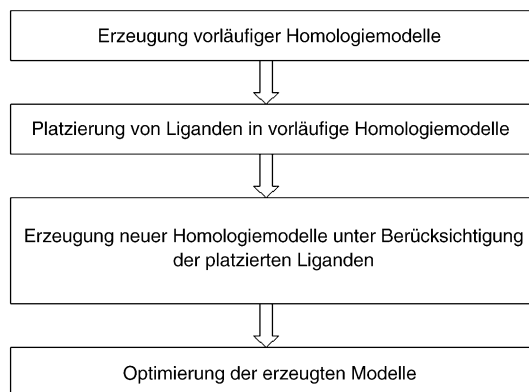 Erzeugung vorläufiger Homologiemodelle
Platzierung von Liganden in vorläufige Homologiemodelle
Erzeugung neuer Homologiemodelle unter Berücksichtigung
der platzierten Liganden
Optimierung der erzeugten Modelle